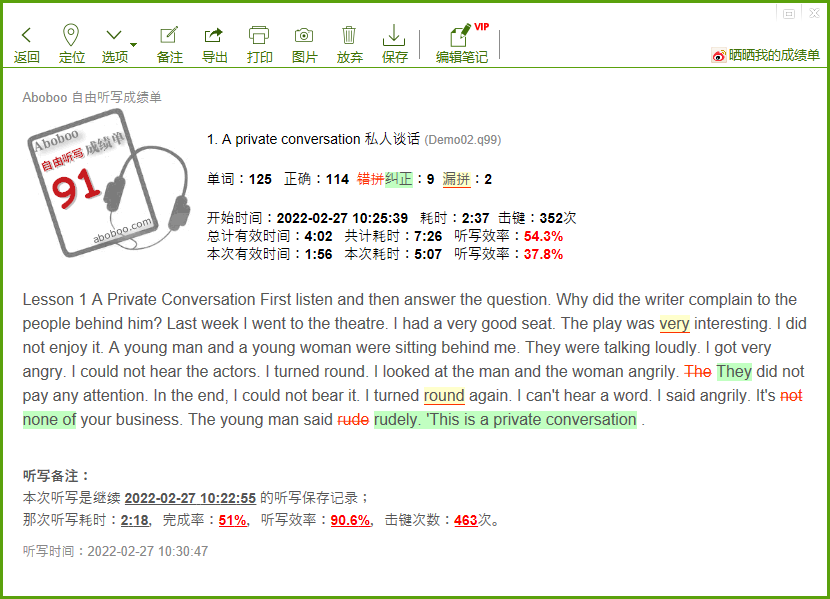 返回 定位 选项 备注 导出 打印 图片 放弃 保存 编辑笔记 VIP 晒晒我的成绩单
Aboboo 自由听写成绩单
Aboboo 成绩单
自由听写
91
aboboo.com
1. A private conversation 私人谈话 (Demo02.q99)
单词：125 正确：114 错拼纠正：9 漏拼：2
开始时间：2022-02-27 10:25:39 耗时：2:37 击键：352次
总计有效时间：4:02 共计耗时：7:26 听写效率：54.3%
本次有效时间：1:56 本次耗时：5:07 听写效率：37.8%
Lesson 1 A Private Conversation First listen and then answer the question. Why did the writer complain to the
people behind him? Last week I went to the theatre. I had a very good seat. The play was very interesting. I did
not enjoy it. A young man and a young woman were sitting behind me. They were talking loudly. I got very
angry. I could not hear the actors. I turned round. I looked at the man and the woman angrily. The They did not
pay any attention. In the end, I could not bear it. I turned round again. I can't hear a word. I said angrily. It's not
none of your business. The young man said rude rudely. 'This is a private conversation .
听写备注：
本次听写是继续 2022-02-27 10:22:55 的听写保存记录；
那次听写耗时：2:18, 完成率：51%, 听写效率：90.6%, 击键次数：463次。
听写时间：2022-02-27 10:30:47